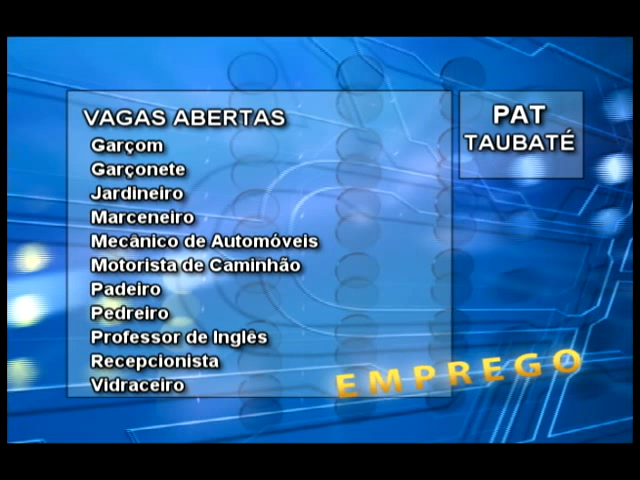 VAGAS ABERTAS
Garçom
Garçonete
Jardineiro
Marceneiro
Mecânico de Automóveis
Motorista de Caminhão
Padeiro
Pedreiro
Professor de Inglês
Recepcionista
Vidraceiro
PAT
TAUBATÉ
EMPREGO